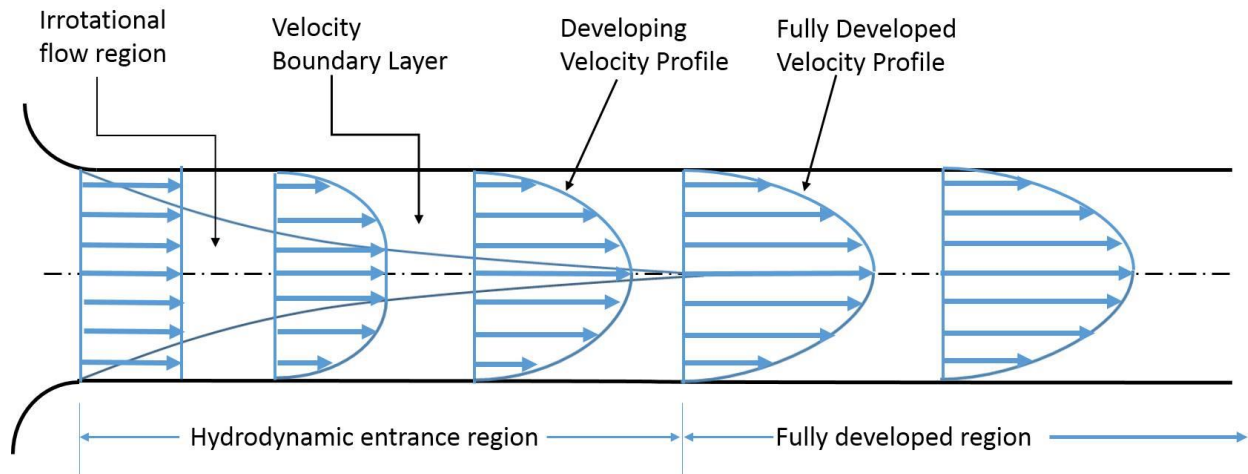 Irrotational
flow region
Velocity
Boundary Layer
Developing
Velocity Profile
Fully Developed
Velocity Profile
Hydrodynamic entrance region
Fully developed region